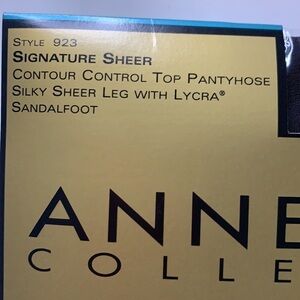 STYLE 923
SIGNATURE SHEER
CONTOUR CONTROL TOP PANTYHOSE
SILKY SHEER LEG WITH LYCRA®
SANDALFOOT
ANNE
COLLE